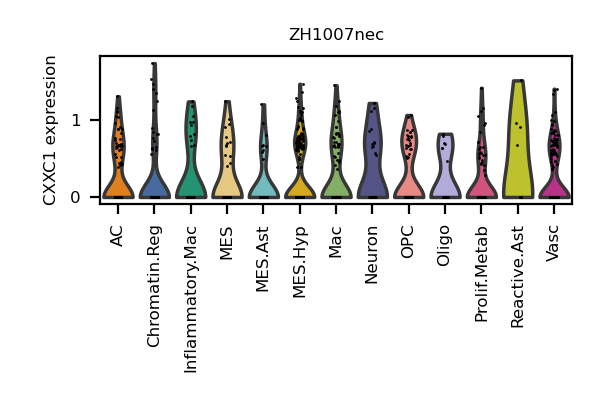 ZH1007nec
CXXC1 expression
1
0
AC
Chromatin.Reg
Inflammatory.Mac
MES
MES.Ast
MES.Hyp
Mac
Neuron
OPC
Oligo
Prolif.Metab
Reactive.Ast
Vasc